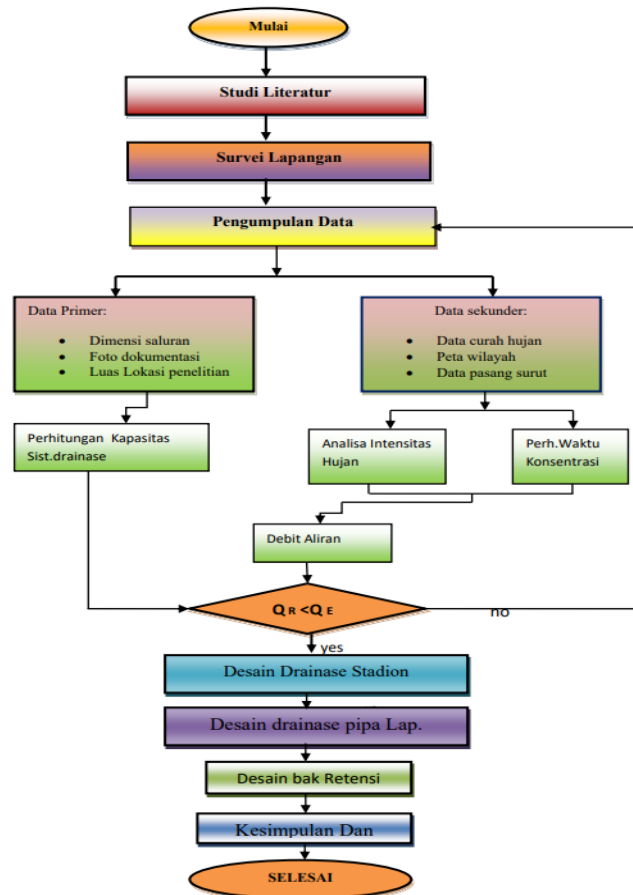 Mulai
Studi Literatur
Survei Lapangan
Pengumpulan Data
Data Primer:
• Dimensi saluran
• Foto dokumentasi
• Luas Lokasi penelitian
Data sekunder:
• Data curah hujan
• Peta wilayah
• Data pasang surut
Perhitungan Kapasitas
Sist.drainase
Analisa Intensitas
Hujan
Perh.Waktu
Konsentrasi
Debit Aliran
Q R <Q E
no
yes
Desain Drainase Stadion
Desain drainase pipa Lap.
Desain bak Retensi
Kesimpulan Dan
SELESAI